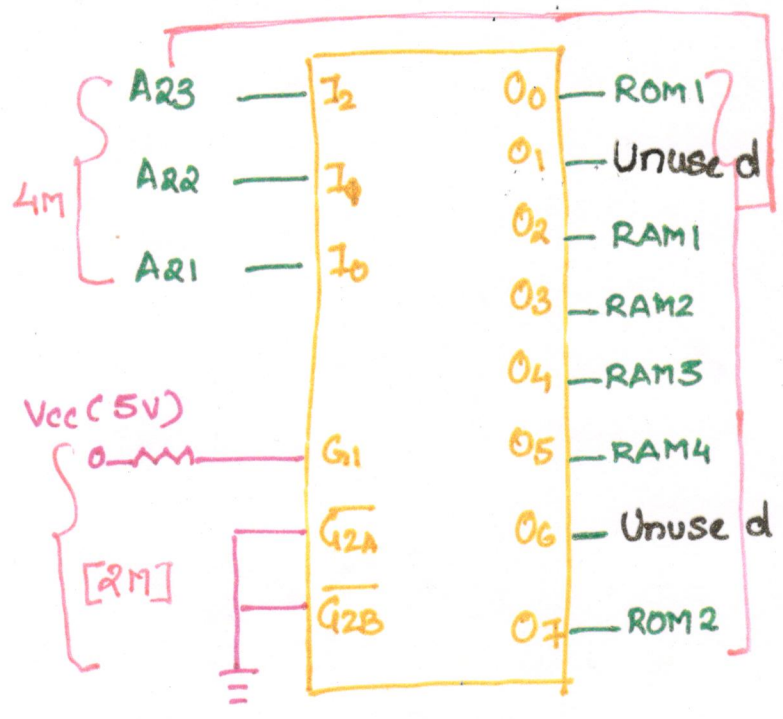 A23 I2 O0 ROM1
O1 Unused
A22 I1
4M
O2 RAM1
A21 I0
O3 RAM2
O4 RAM3
Vcc(5V)
G1 O5 RAM4
G2A O6 Unused
[2M]
G2B O7 ROM2